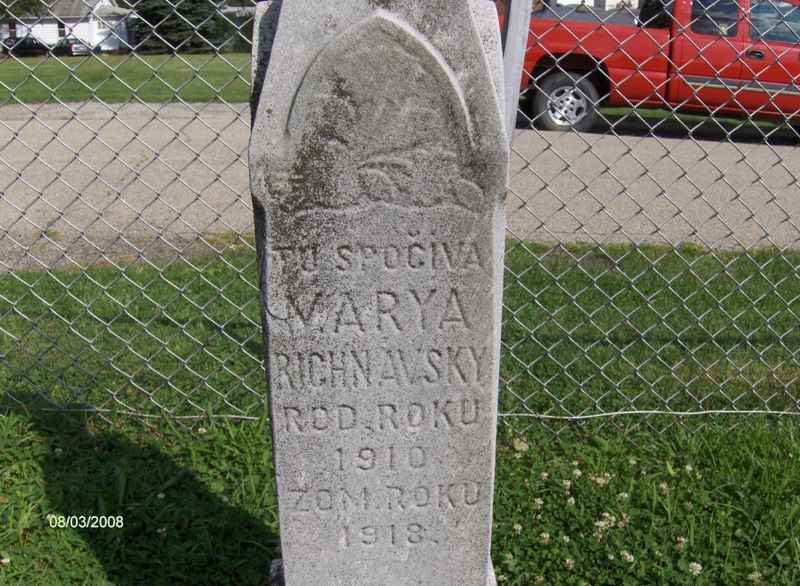 TU SPOČIVA
MARYA
RICHNAVSKY
ROD. ROKU
1910
ZOM. ROKU
1918.
08/03/2008